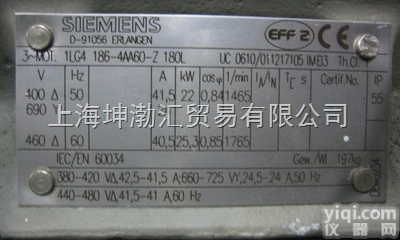 SIEMENS
D-91056 ERLANGEN
EFF 2 CE
3~MOT. 1LG4 186-4AA60-Z 180L UC 0610/011217105 IM B3 Th.Cl.
V Hz A kW cosφ 1/min IA/IN TE s Certif.No. IP
400 Δ 50 41,5 22 0,84 1465 55
690
上海坤渤汇贸易有限公司
460 Δ 60 40,5 25,3 0,85 1765
IEC/EN 60034 Gew./Wt. 197kg
380-420 VΔ, 42,5-41,5 A;660-725 VY,24,5-24 A,50 Hz
440-480 VΔ, 41,5-41 A, 60 Hz
yiqi.com
仪器网